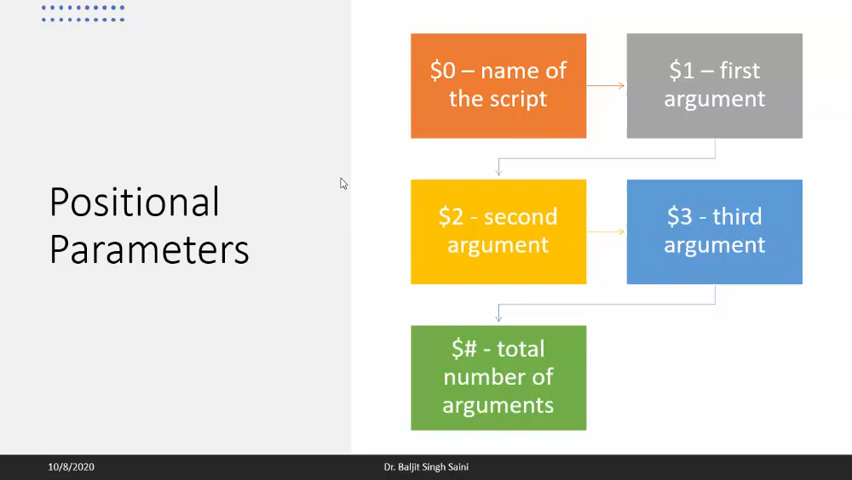 Positional
Parameters
$0 – name of
the script
$1 – first
argument
$2 - second
argument
$3 - third
argument
$# - total
number of
arguments
10/8/2020
Dr. Baljit Singh Saini